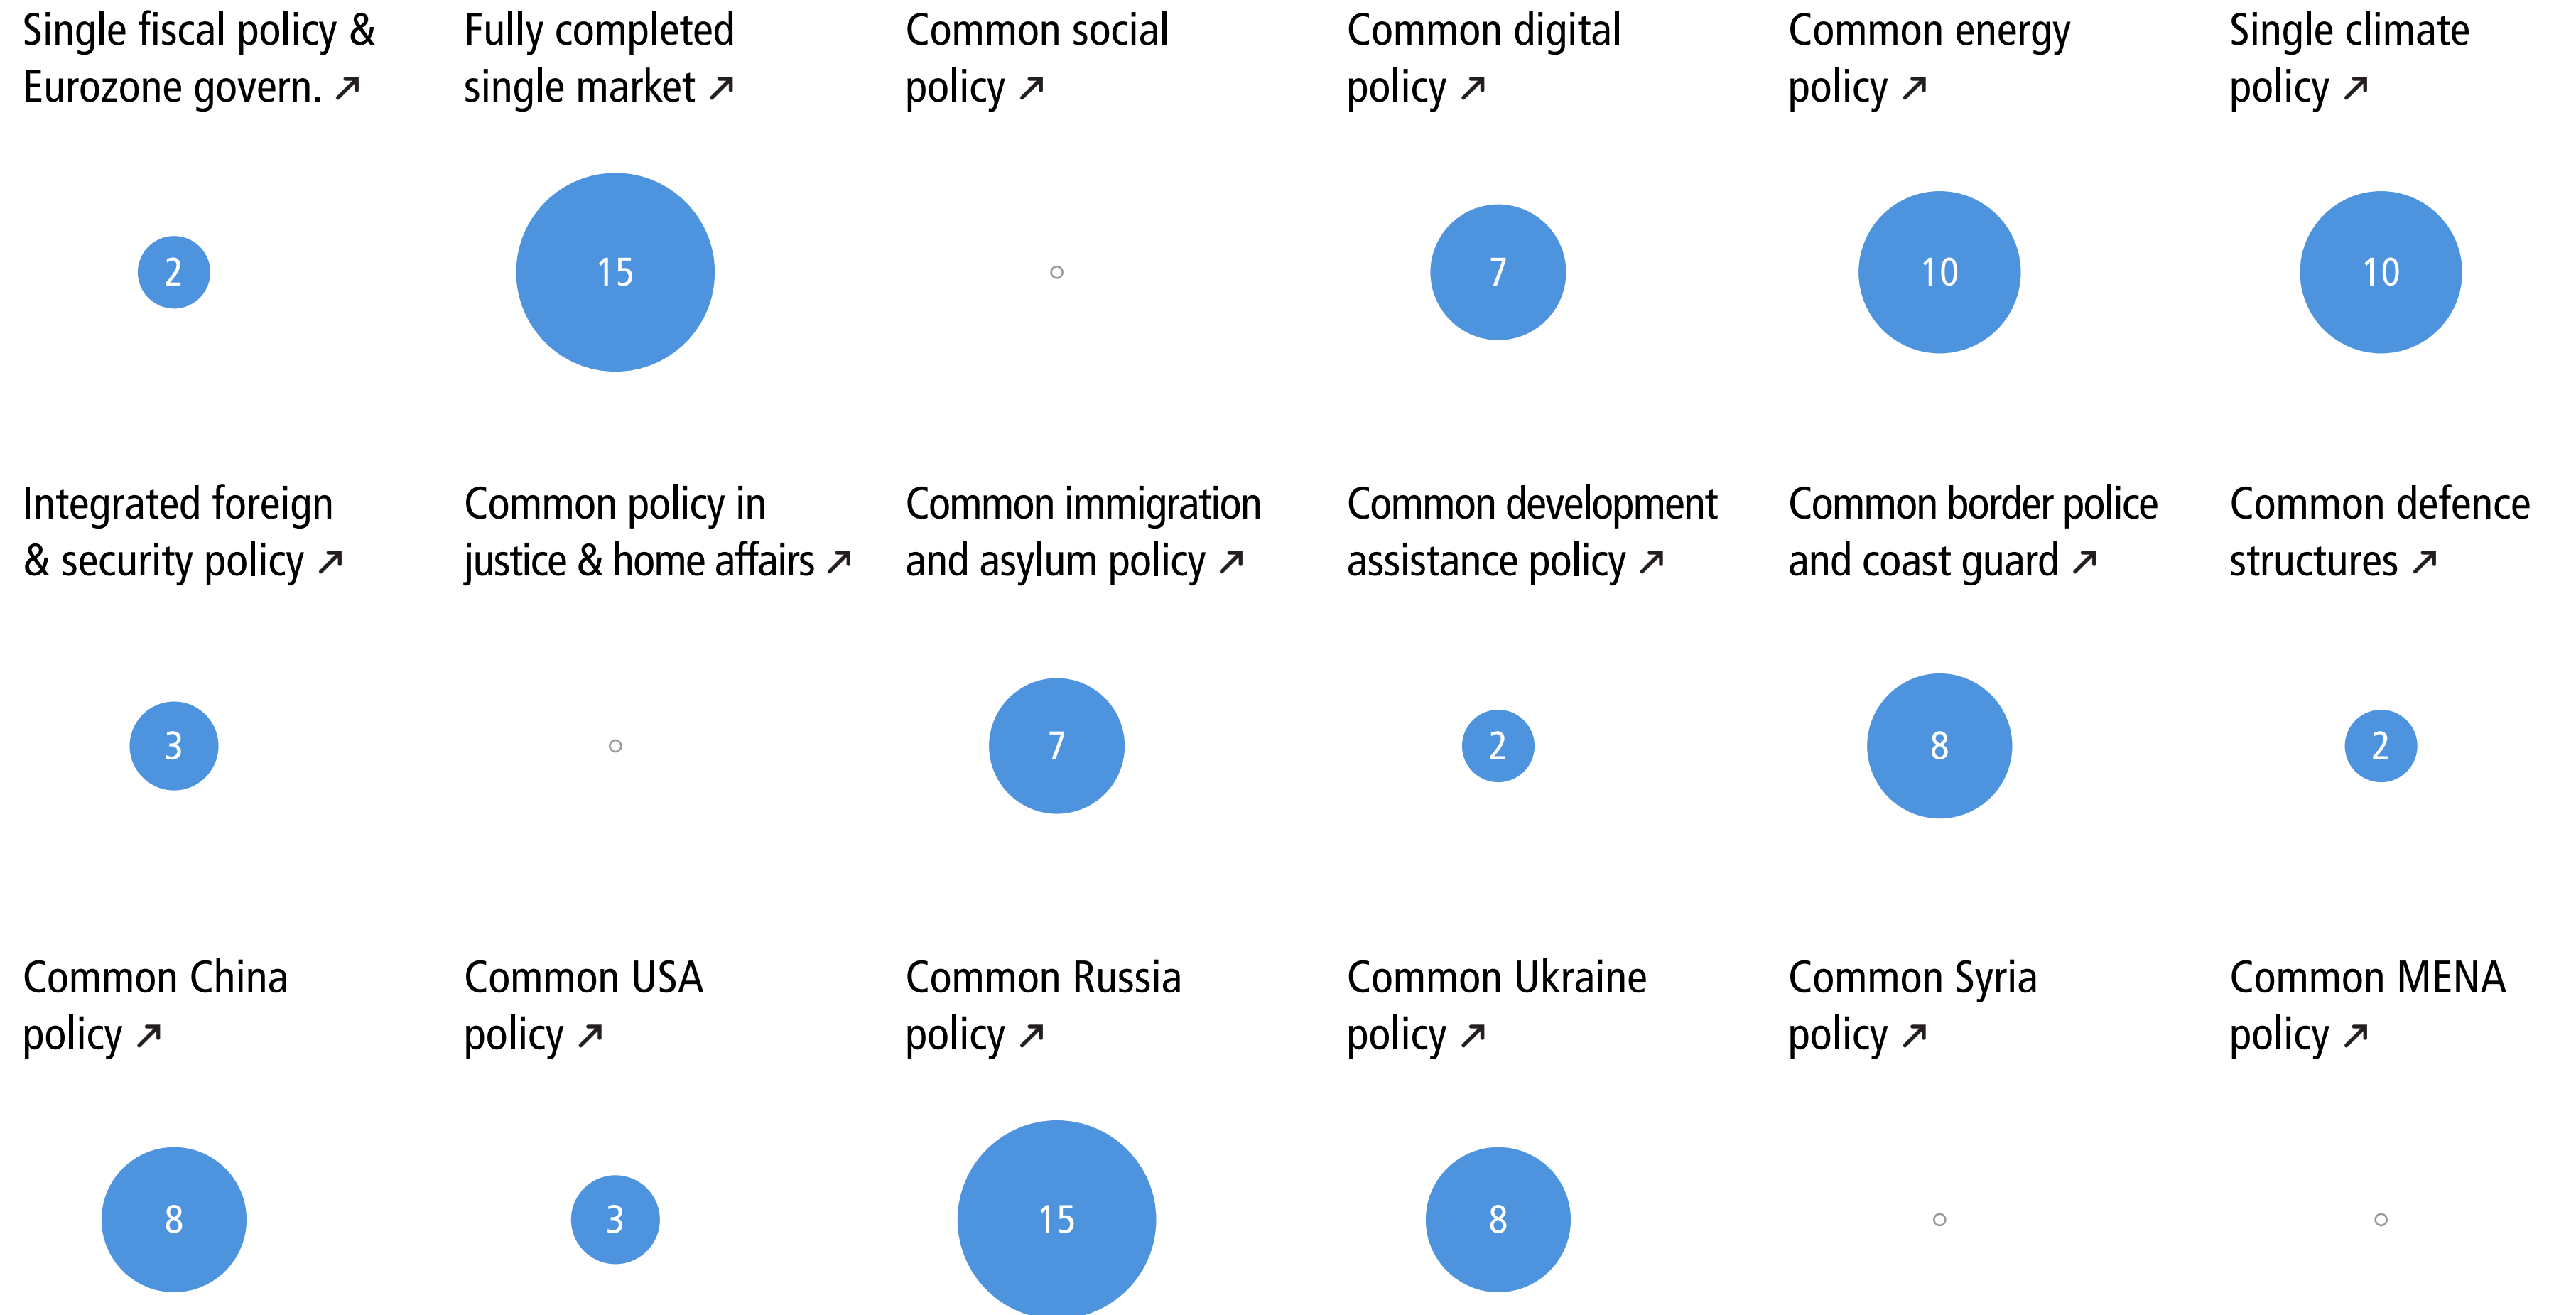 Single fiscal policy &
Eurozone govern. ↗
Fully completed
single market ↗
Common social
policy ↗
Common digital
policy ↗
Common energy
policy ↗
Single climate
policy ↗
2
15
7
10
10
Integrated foreign
& security policy ↗
Common policy in
justice & home affairs ↗
Common immigration
and asylum policy ↗
Common development
assistance policy ↗
Common border police
and coast guard ↗
Common defence
structures ↗
3
7
2
8
2
Common China
policy ↗
Common USA
policy ↗
Common Russia
policy ↗
Common Ukraine
policy ↗
Common Syria
policy ↗
Common MENA
policy ↗
8
3
15
8